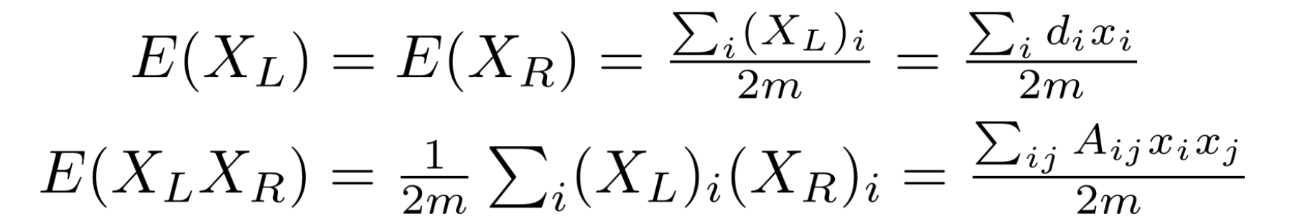 E(X_L) = E(X_R) = \frac{\sum_i (X_L)_i}{2m} = \frac{\sum_i d_i x_i}{2m}
E(X_L X_R) = \frac{1}{2m} \sum_i (X_L)_i (X_R)_i = \frac{\sum_{ij} A_{ij} x_i x_j}{2m}